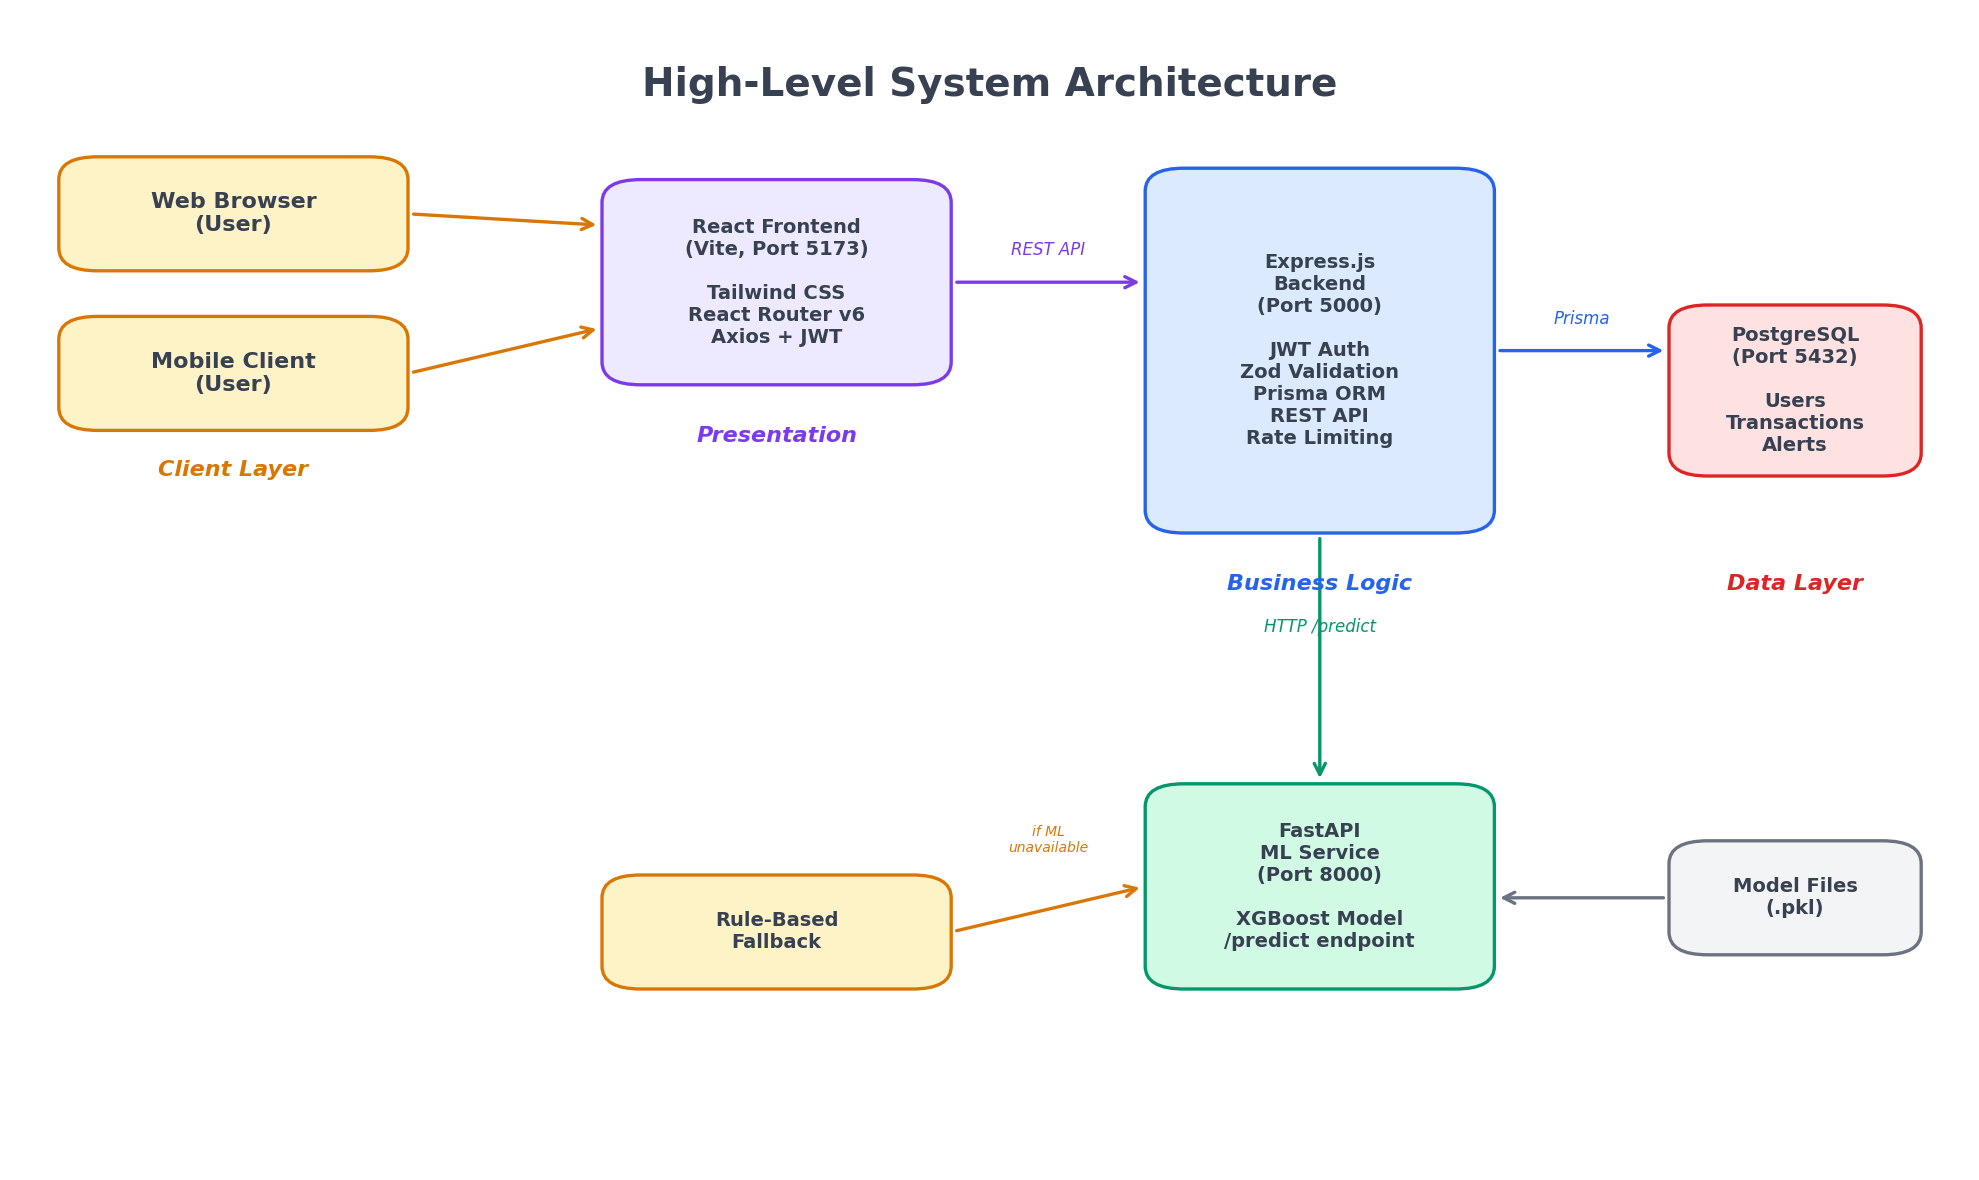 High-Level System Architecture
Web Browser
(User)
Mobile Client
(User)
Client Layer
React Frontend
(Vite, Port 5173)
Tailwind CSS
React Router v6
Axios + JWT
Presentation
REST API
Express.js
Backend
(Port 5000)
JWT Auth
Zod Validation
Prisma ORM
REST API
Rate Limiting
Business Logic
Prisma
PostgreSQL
(Port 5432)
Users
Transactions
Alerts
Data Layer
HTTP /predict
if ML
unavailable
Rule-Based
Fallback
FastAPI
ML Service
(Port 8000)
XGBoost Model
/predict endpoint
Model Files
(.pkl)